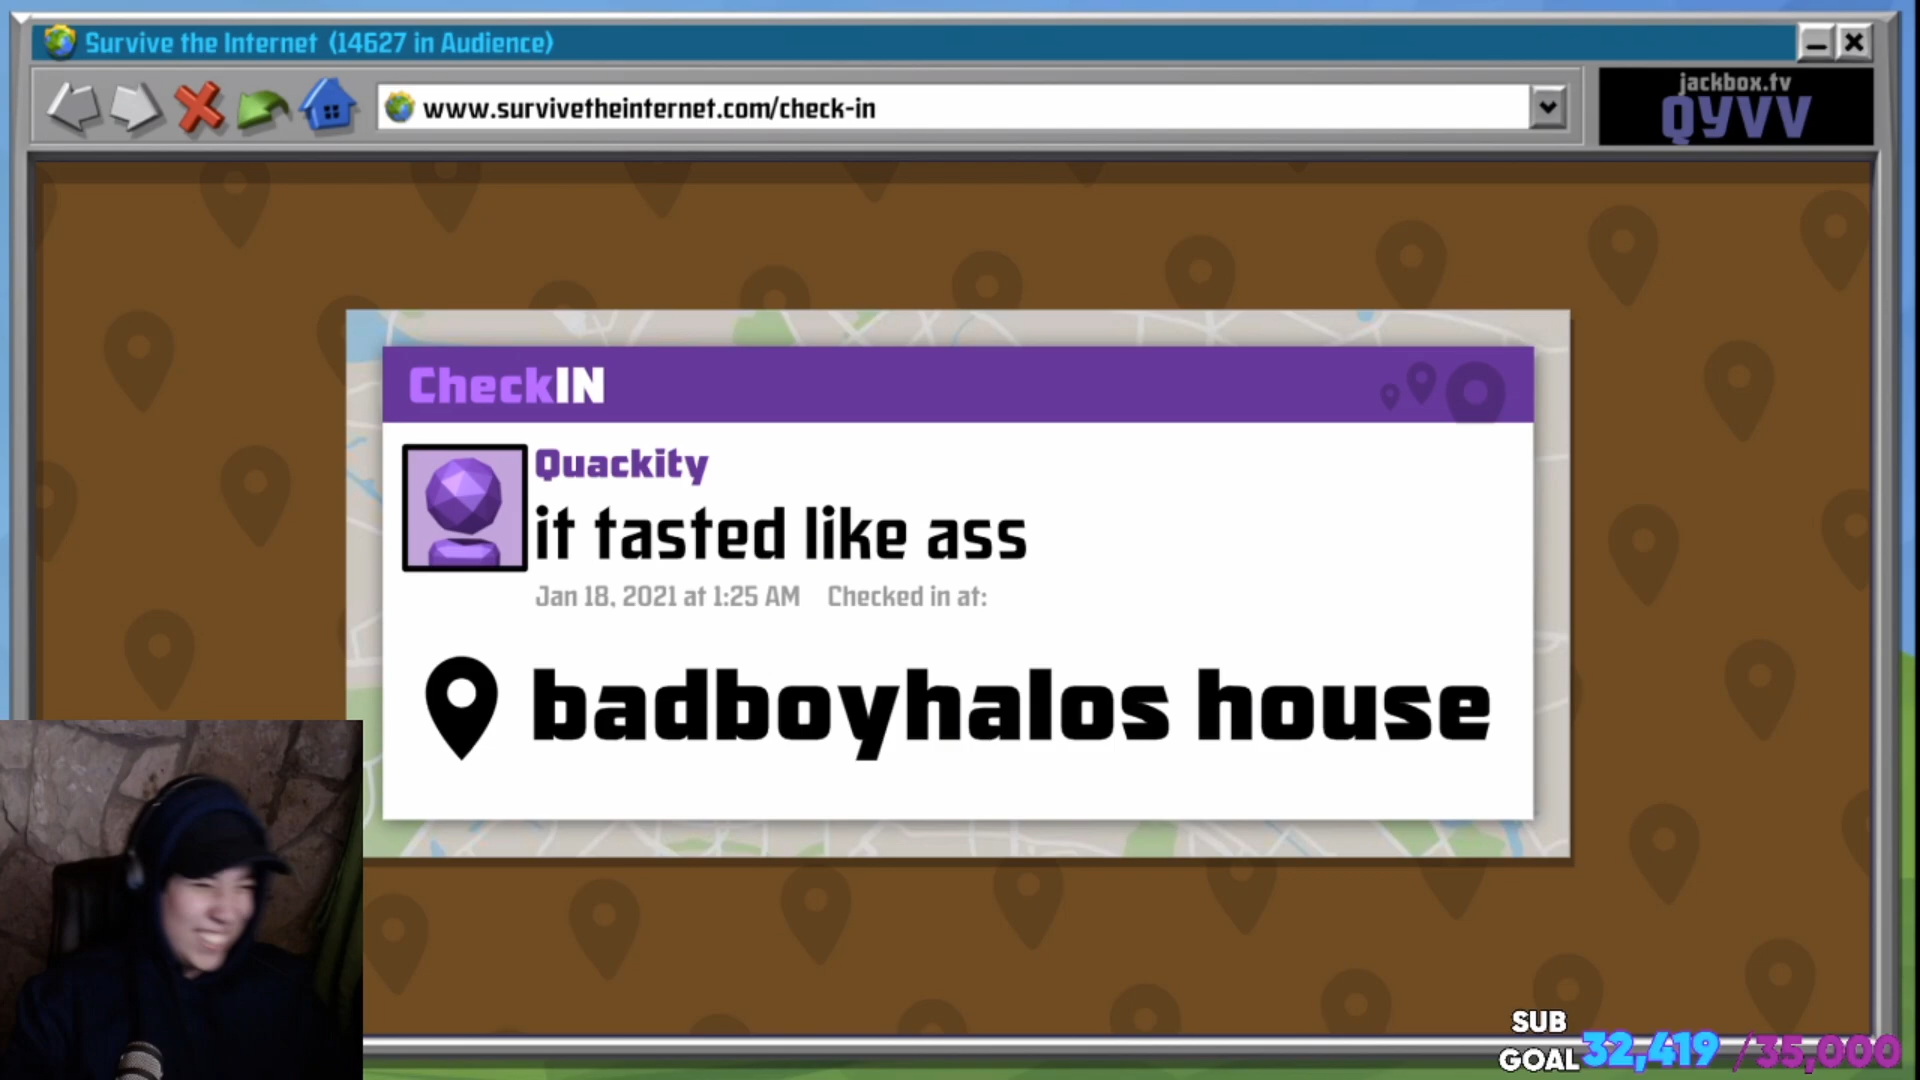 Survive the Internet (14627 in Audience)
www.survivetheinternet.com/check-in
jackbox.tv
QYVV
CheckIN
Quackity
it tasted like ass
Jan 18, 2021 at 1:25 AM Checked in at:
badboyhalos house
SUB
GOAL 32,419 / 35,000